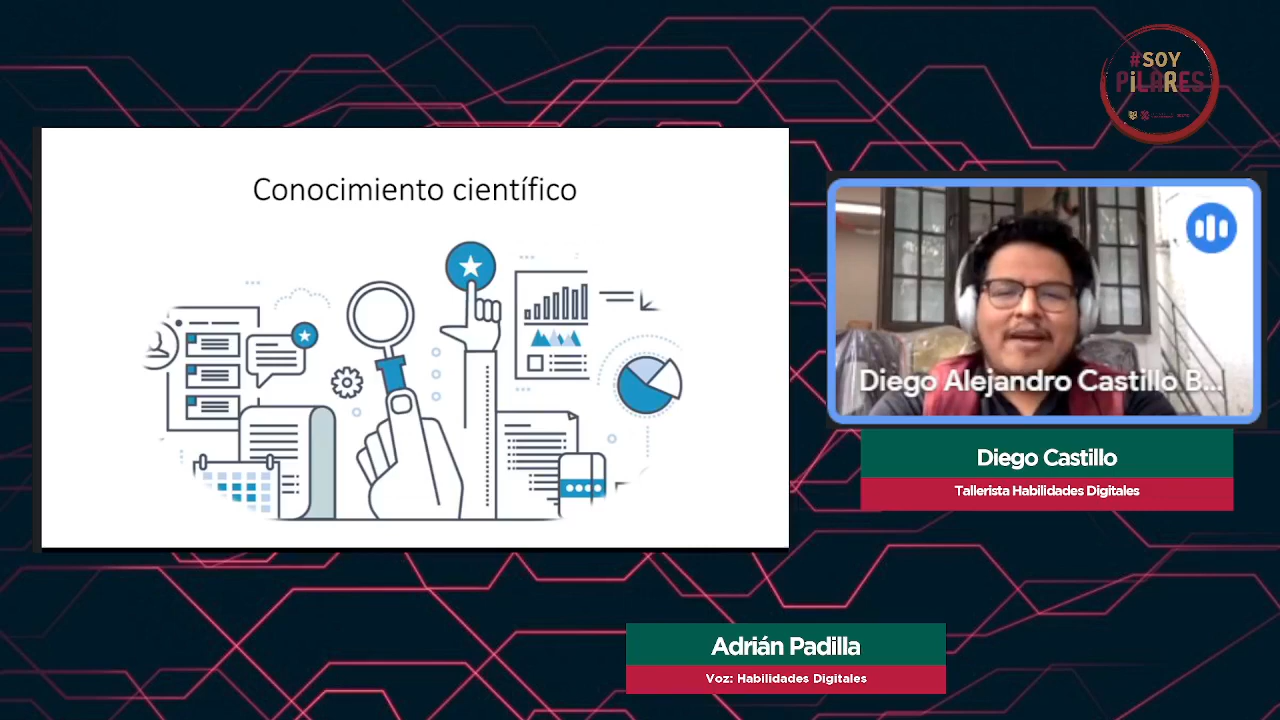 #SOY
PiLARES
Conocimiento científico
Diego Alejandro Castillo B...
Diego Castillo
Tallerista Habilidades Digitales
Adrián Padilla
Voz: Habilidades Digitales